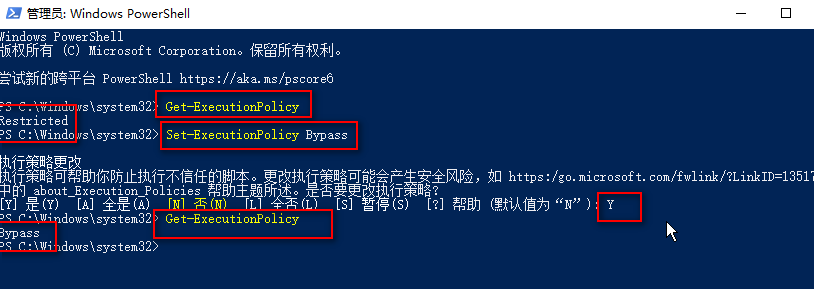 管理员: Windows PowerShell
Windows PowerShell
版权所有 (C) Microsoft Corporation。保留所有权利。
尝试新的跨平台 PowerShell https://aka.ms/pscore6
PS C:\Windows\system32> Get-ExecutionPolicy
Restricted
PS C:\Windows\system32> Set-ExecutionPolicy Bypass
执行策略更改
执行策略可帮助你防止执行不信任的脚本。更改执行策略可能会产生安全风险，如 https:/go.microsoft.com/fwlink/?LinkID=13517
中的 about_Execution_Policies 帮助主题所述。是否要更改执行策略?
[Y] 是(Y)  [A] 全是(A)  [N] 否(N)  [L] 全否(L)  [S] 暂停(S)  [?] 帮助 (默认值为“N”): Y
PS C:\Windows\system32> Get-ExecutionPolicy
Bypass
PS C:\Windows\system32>